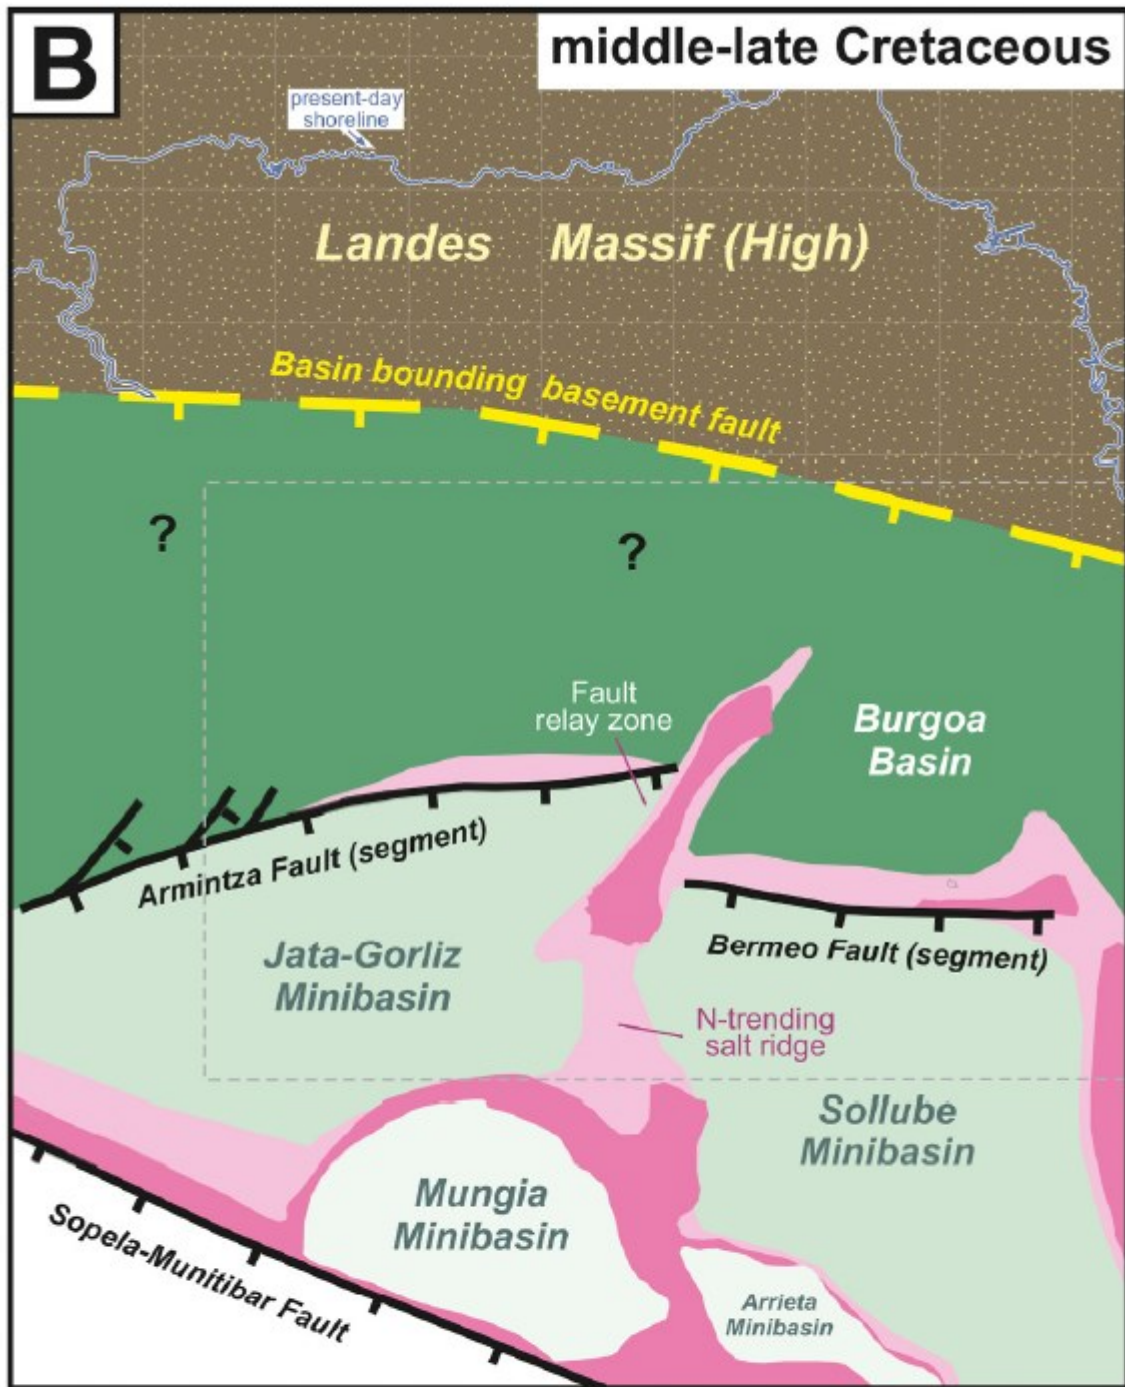 B
middle-late Cretaceous
present-day
shoreline
Landes Massif (High)
Basin bounding basement fault
?
?
Fault
relay zone
Burgoa
Basin
Armintza Fault (segment)
Jata-Gorliz
Minibasin
Bermeo Fault (segment)
N-trending
salt ridge
Sollube
Minibasin
Mungia
Minibasin
Sopela-Munitibar Fault
Arrieta
Minibasin